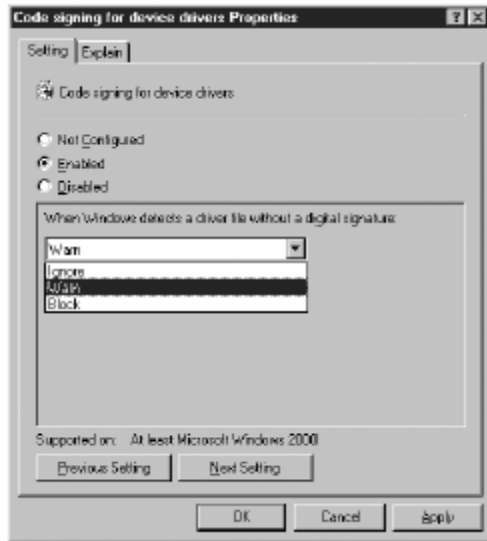 Code signing for device drivers Properties
Setting Explain
Code signing for device drivers
Not Configured
Enabled
Disabled
When Windows detects a driver file without a digital signature:
Warn
Ignore
Warn
Block
Supported on: At least Microsoft Windows 2000
Previous Setting Next Setting
OK Cancel Apply